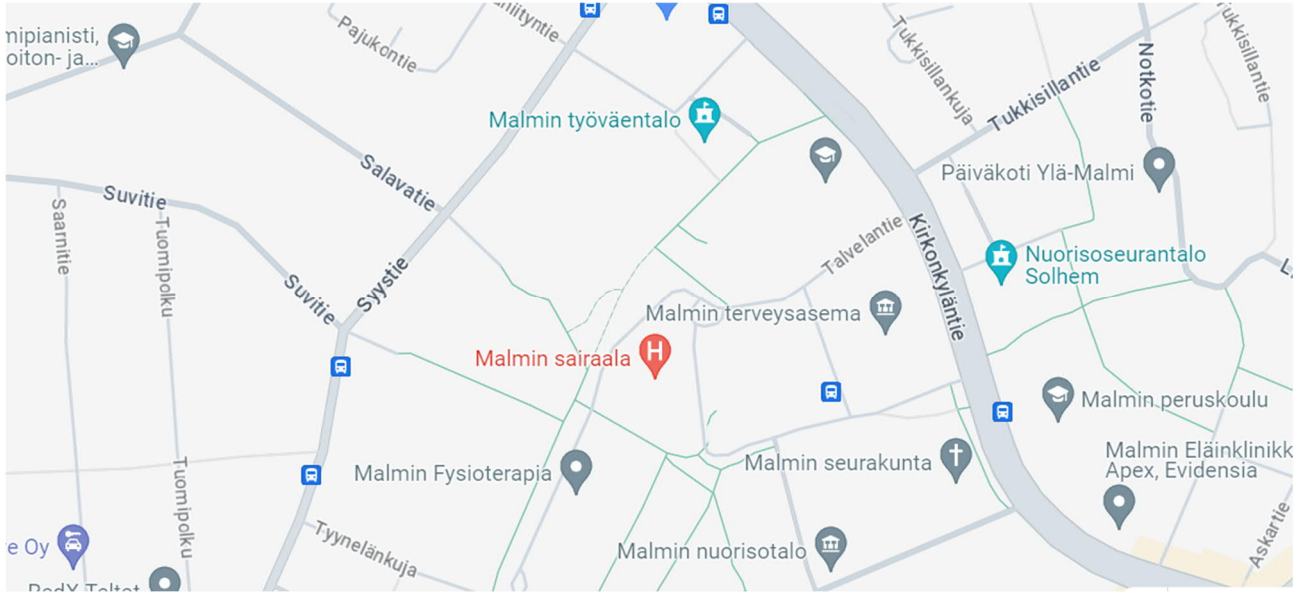 mipianisti,
oiton- ja...
Pajukontie
niityntie
Tukkisillankuja
Tukkisillantie
Notkotie
Tukkisillantie
Malmin työväentalo
Salavatie
Päiväkoti Ylä-Malmi
Suvitie
Saarnitie
Tuomipolku
Talvelantie
Kirkonkyläntie
Nuorisoseurantalo
Solhem
Suvitie
Syystie
Malmin terveysasema
Malmin sairaala
H
Malmin peruskoulu
Malmin Fysioterapia
Malmin seurakunta
Malmin Eläinklinikk
Apex, Evidensia
Tuomipolku
e Oy
Tyynelänkuja
Malmin nuorisotalo
Askartie